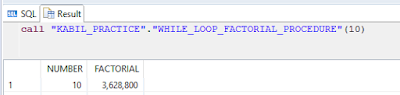 SQL Result
call "KABIL_PRACTICE"."WHILE_LOOP_FACTORIAL_PROCEDURE"(10)
NUMBER FACTORIAL
1 10 3,628,800